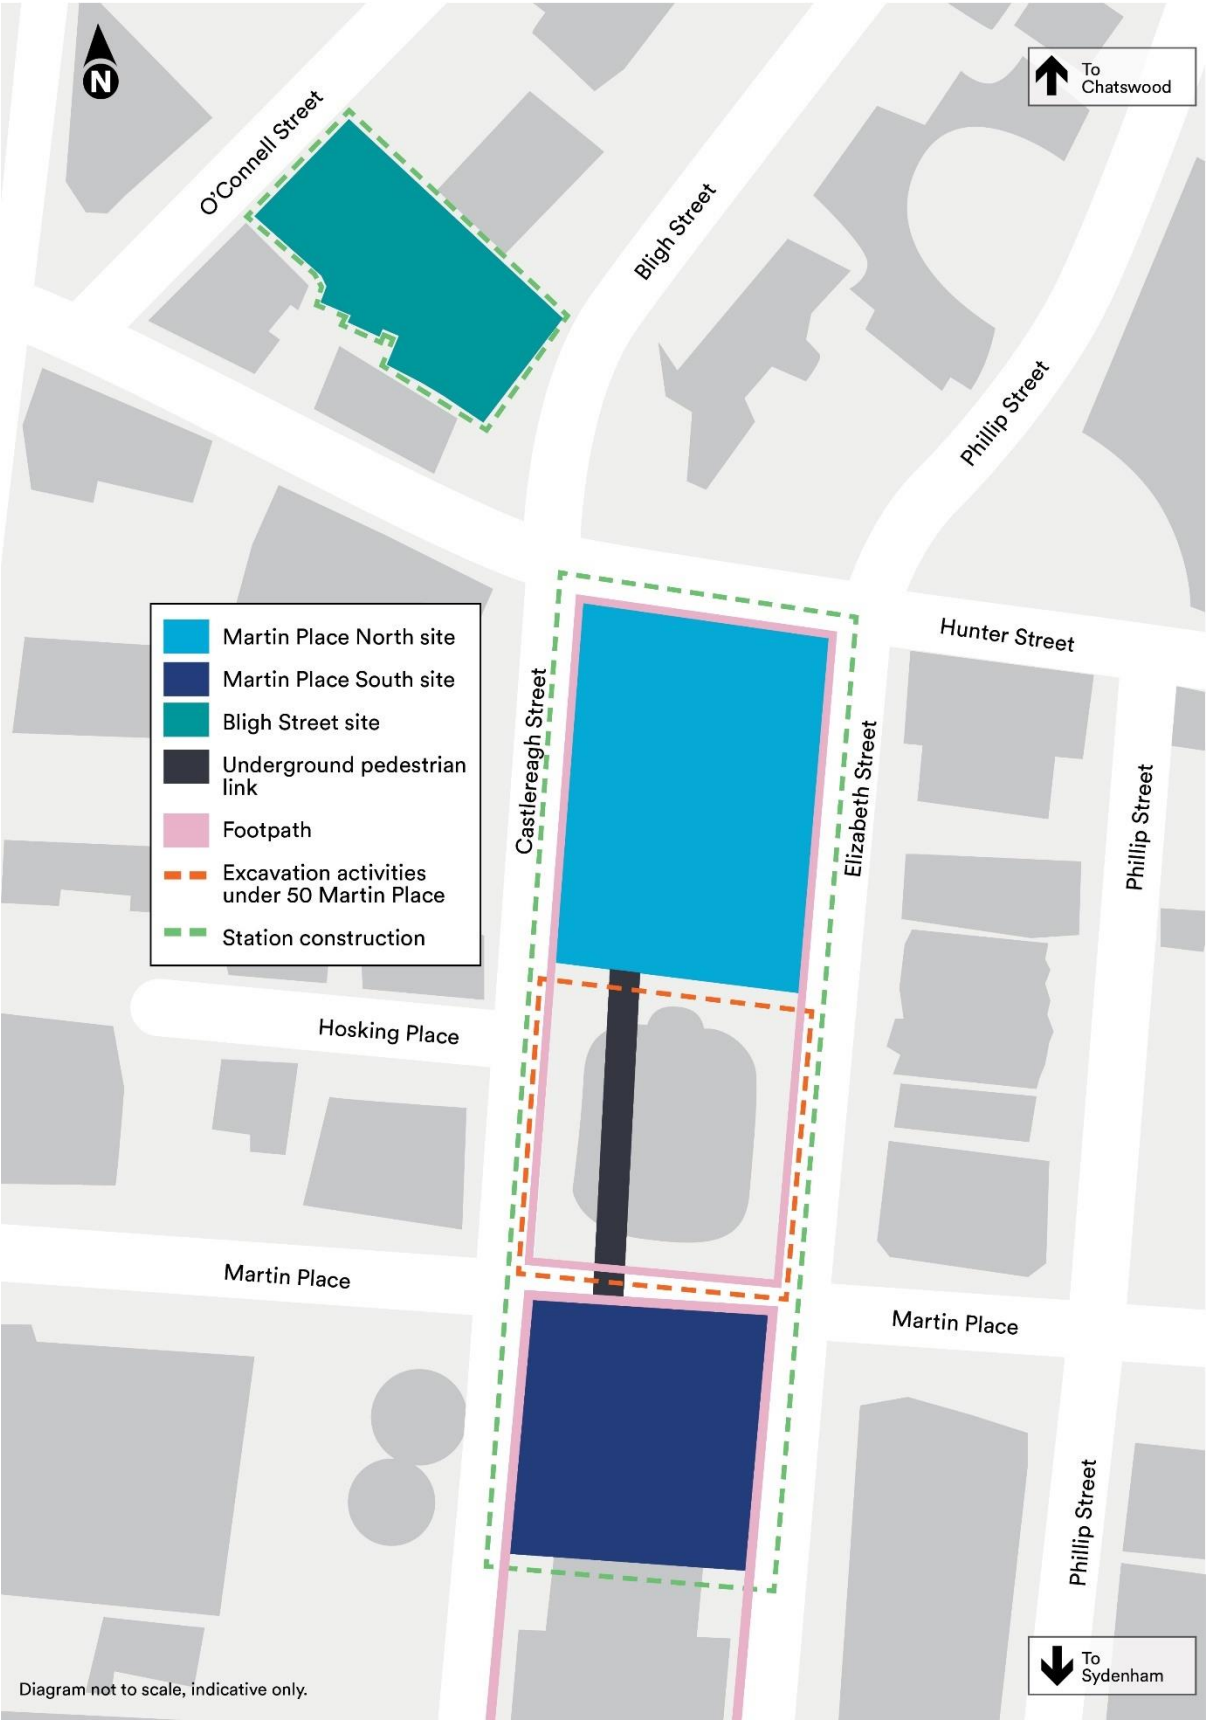 N
To
Chatswood
O'Connell Street
Bligh Street
Phillip Street
Hunter Street
Martin Place North site
Martin Place South site
Bligh Street site
Underground pedestrian
link
Footpath
Excavation activities
under 50 Martin Place
Station construction
Castlereagh Street
Elizabeth Street
Phillip Street
Hosking Place
Martin Place
Martin Place
Phillip Street
To
Sydenham
Diagram not to scale, indicative only.